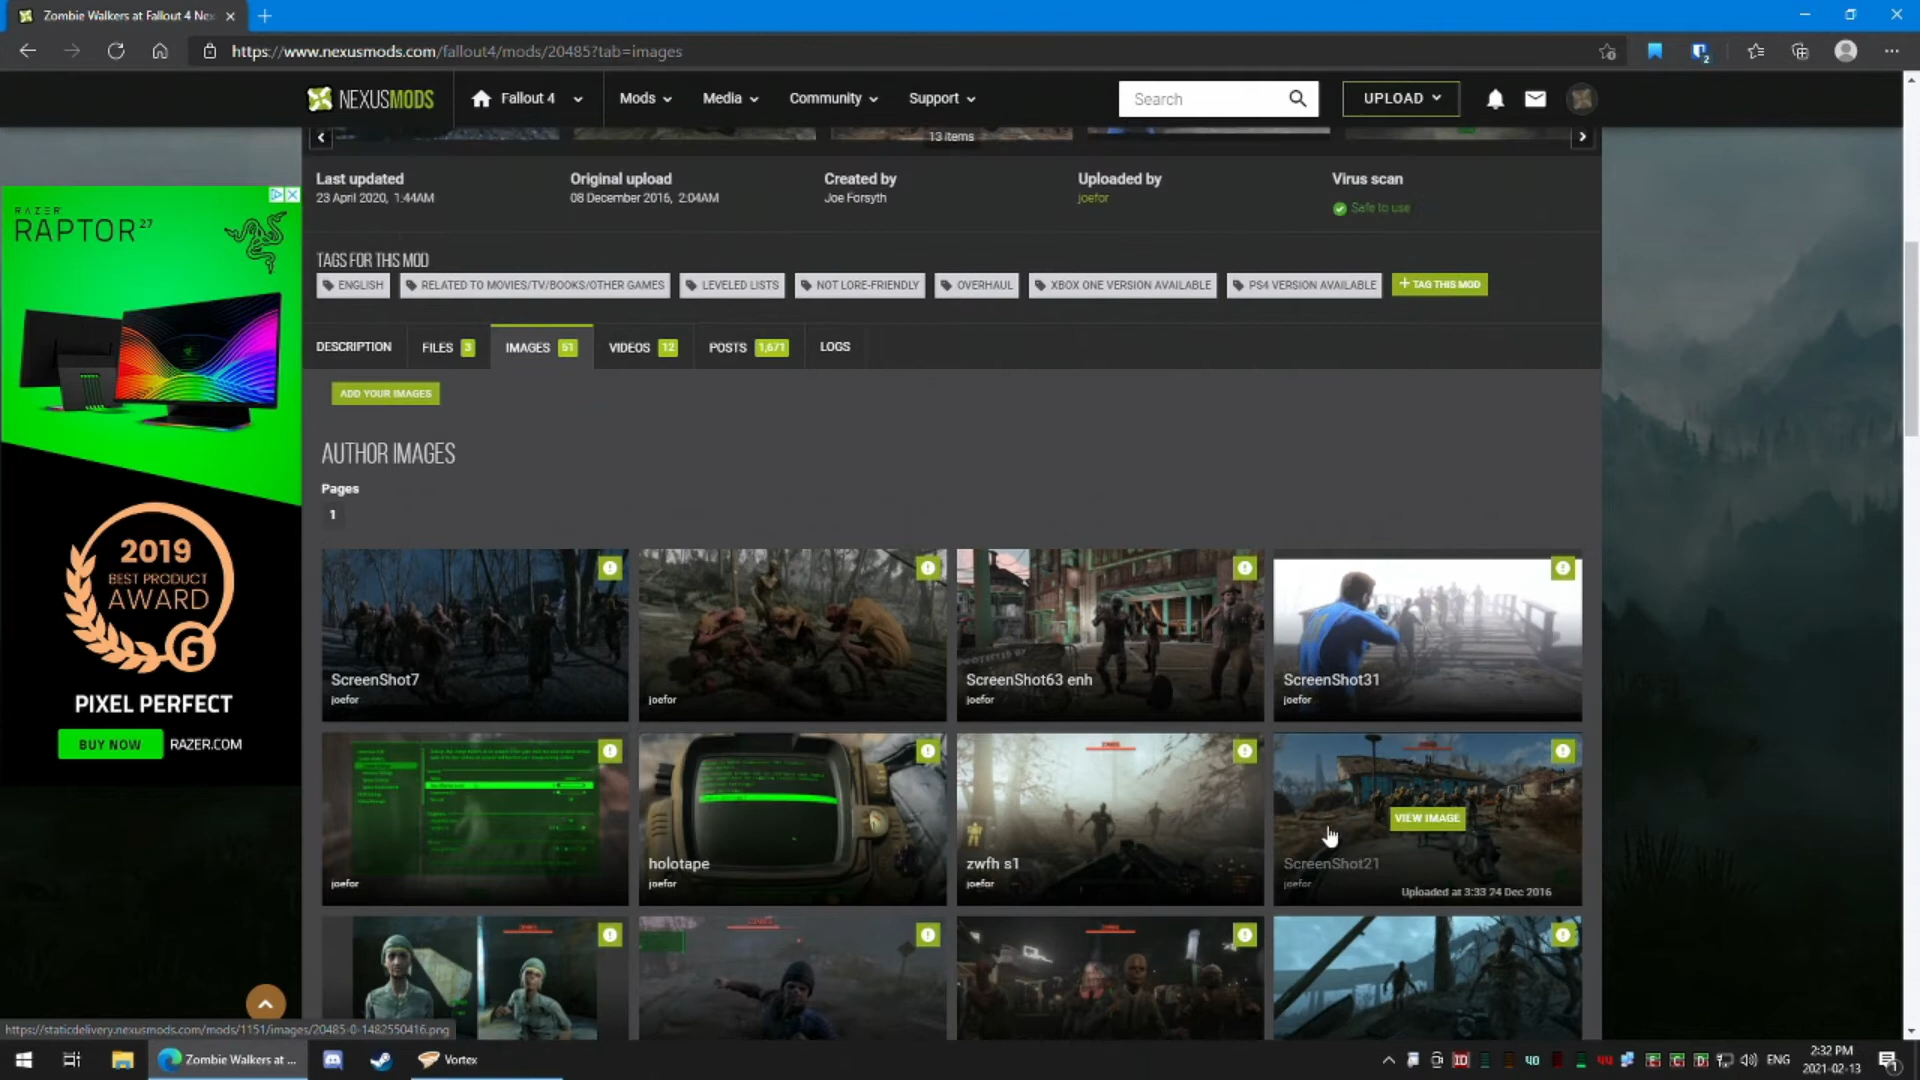 Zombie Walkers at Fallout 4 Nex
https://www.nexusmods.com/fallout4/mods/20485?tab=images
NEXUSMODS
Fallout 4
Mods
Media
Community
Support
Search
UPLOAD
13 items
Last updated
23 April 2020, 1:44AM
Original upload
08 December 2016, 2:04AM
Created by
Joe Forsyth
Uploaded by
joefor
Virus scan
Safe to use
TAGS FOR THIS MOD
ENGLISH
RELATED TO MOVIES/TV/BOOKS/OTHER GAMES
LEVELED LISTS
NOT LORE-FRIENDLY
OVERHAUL
XBOX ONE VERSION AVAILABLE
PS4 VERSION AVAILABLE
+ TAG THIS MOD
DESCRIPTION
FILES 3
IMAGES 51
VIDEOS 12
POSTS 1,671
LOGS
ADD YOUR IMAGES
AUTHOR IMAGES
Pages
1
ScreenShot7
joefor
joefor
ScreenShot63 enh
joefor
ScreenShot31
joefor
joefor
holotape
joefor
zwfh s1
joefor
VIEW IMAGE
ScreenShot21
joefor
Uploaded at 3:33 24 Dec 2016
RAZER
RAPTOR 27
2019
BEST PRODUCT
AWARD
PIXEL PERFECT
BUY NOW
RAZER.COM
https://staticdelivery.nexusmods.com/mods/1151/images/20485-0-1482550416.png
Zombie Walkers at ...
Vortex
ENG
2:32 PM
2021-02-13